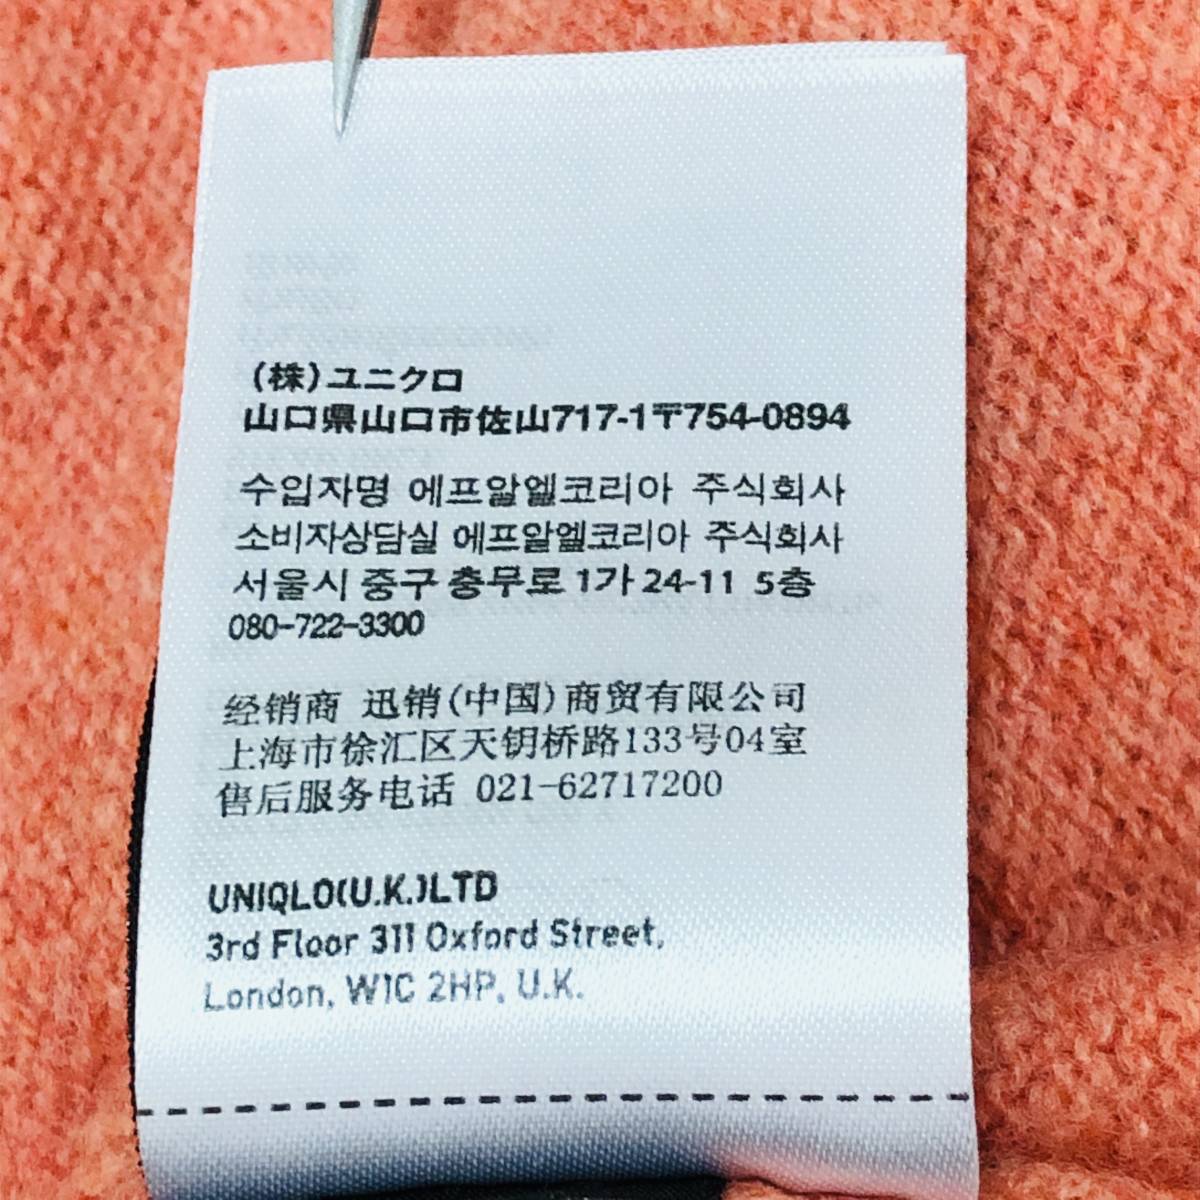 (株)ユニクロ
山口県山口市佐山717-1〒754-0894
수입자명 에프알엘코리아 주식회사
소비자상담실 에프알엘코리아 주식회사
서울시 중구 충무로 1가 24-11 5층
080-722-3300
经销商 迅销(中国)商贸有限公司
上海市徐汇区天钥桥路133号04室
售后服务电话 021-62717200
UNIQLO(U.K.)LTD
3rd Floor 311 Oxford Street,
London, W1C 2HP, U.K.